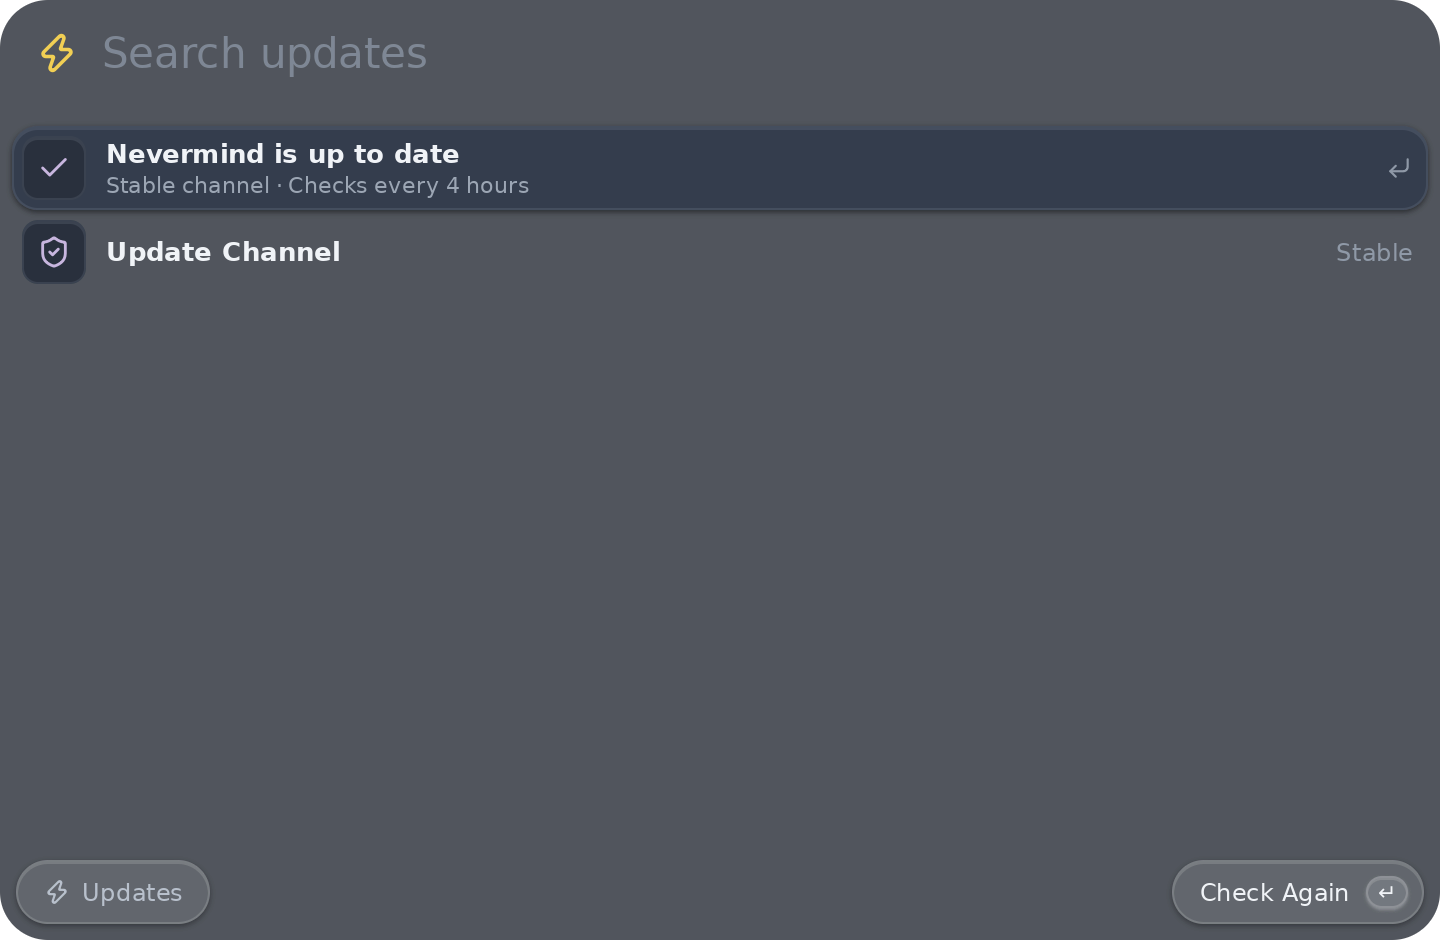 Search updates
Nevermind is up to date
Stable channel · Checks every 4 hours
Update Channel
Stable
Updates
Check Again